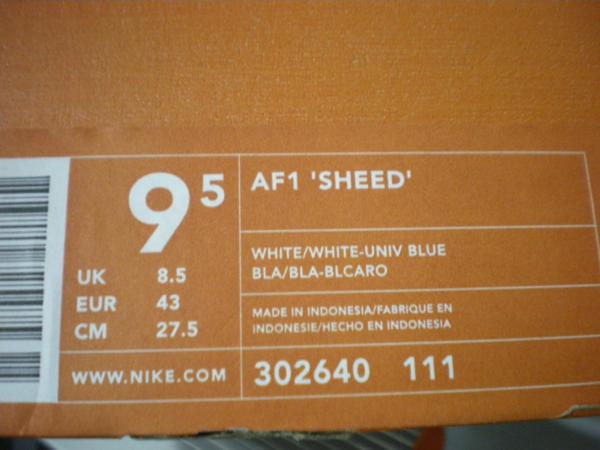 9 5
UK 8.5
EUR 43
CM 27.5
WWW.NIKE.COM
AF1 'SHEED'
WHITE/WHITE-UNIV BLUE
BLA/BLA-BLCARO
MADE IN INDONESIA/FABRIQUE EN
INDONESIE/HECHO EN INDONESIA
302640 111